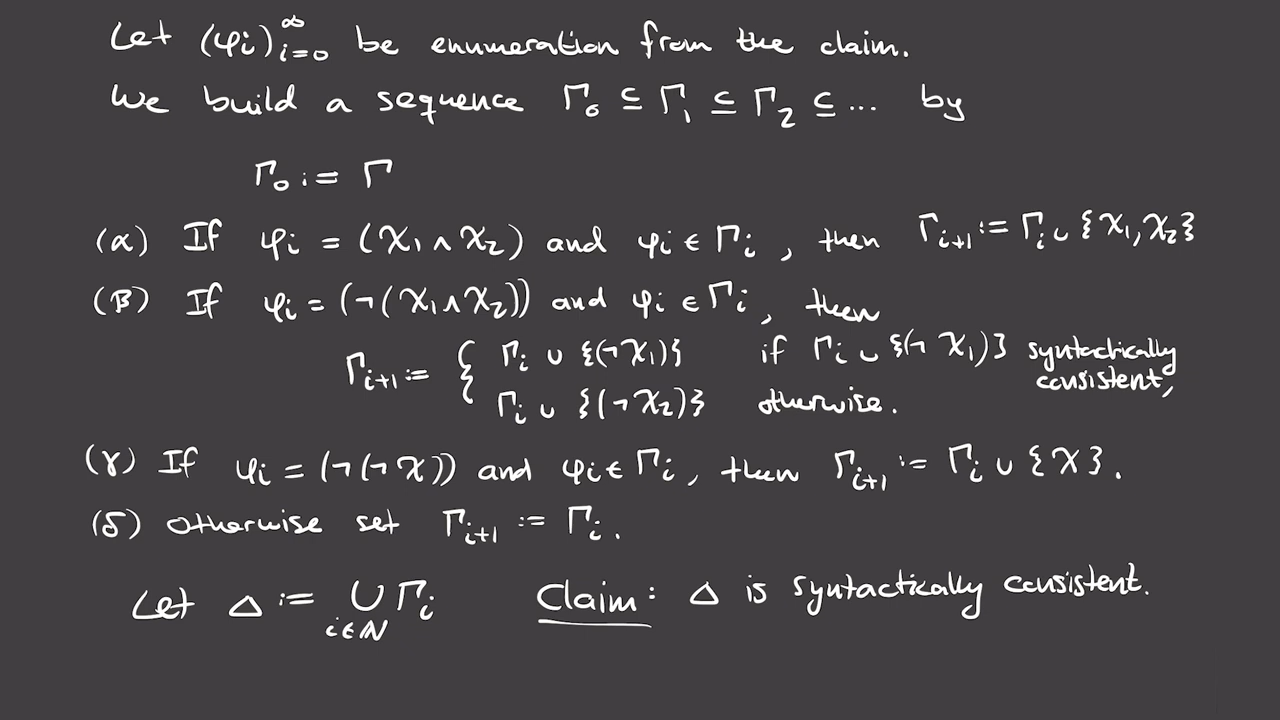 Let (φi)∞i=0 be enumeration from the claim.
We build a sequence Γ0 ⊆ Γ1 ⊆ Γ2 ⊆ ... by
Γ0 := Γ
(α) If φi = (χ1 ∧ χ2) and φi ∈ Γi, then Γi+1 := Γi ∪ {χ1, χ2}
(β) If φi = (¬(χ1 ∧ χ2)) and φi ∈ Γi, then
Γi+1 := { Γi ∪ {(¬χ1)} if Γi ∪ {(¬χ1)} syntactically consistent,
Γi ∪ {(¬χ2)} otherwise.
(γ) If φi = (¬(¬χ)) and φi ∈ Γi, then Γi+1 := Γi ∪ {χ}.
(δ) Otherwise set Γi+1 := Γi.
Let Δ := ∪i∈ℕ Γi Claim: Δ is syntactically consistent.